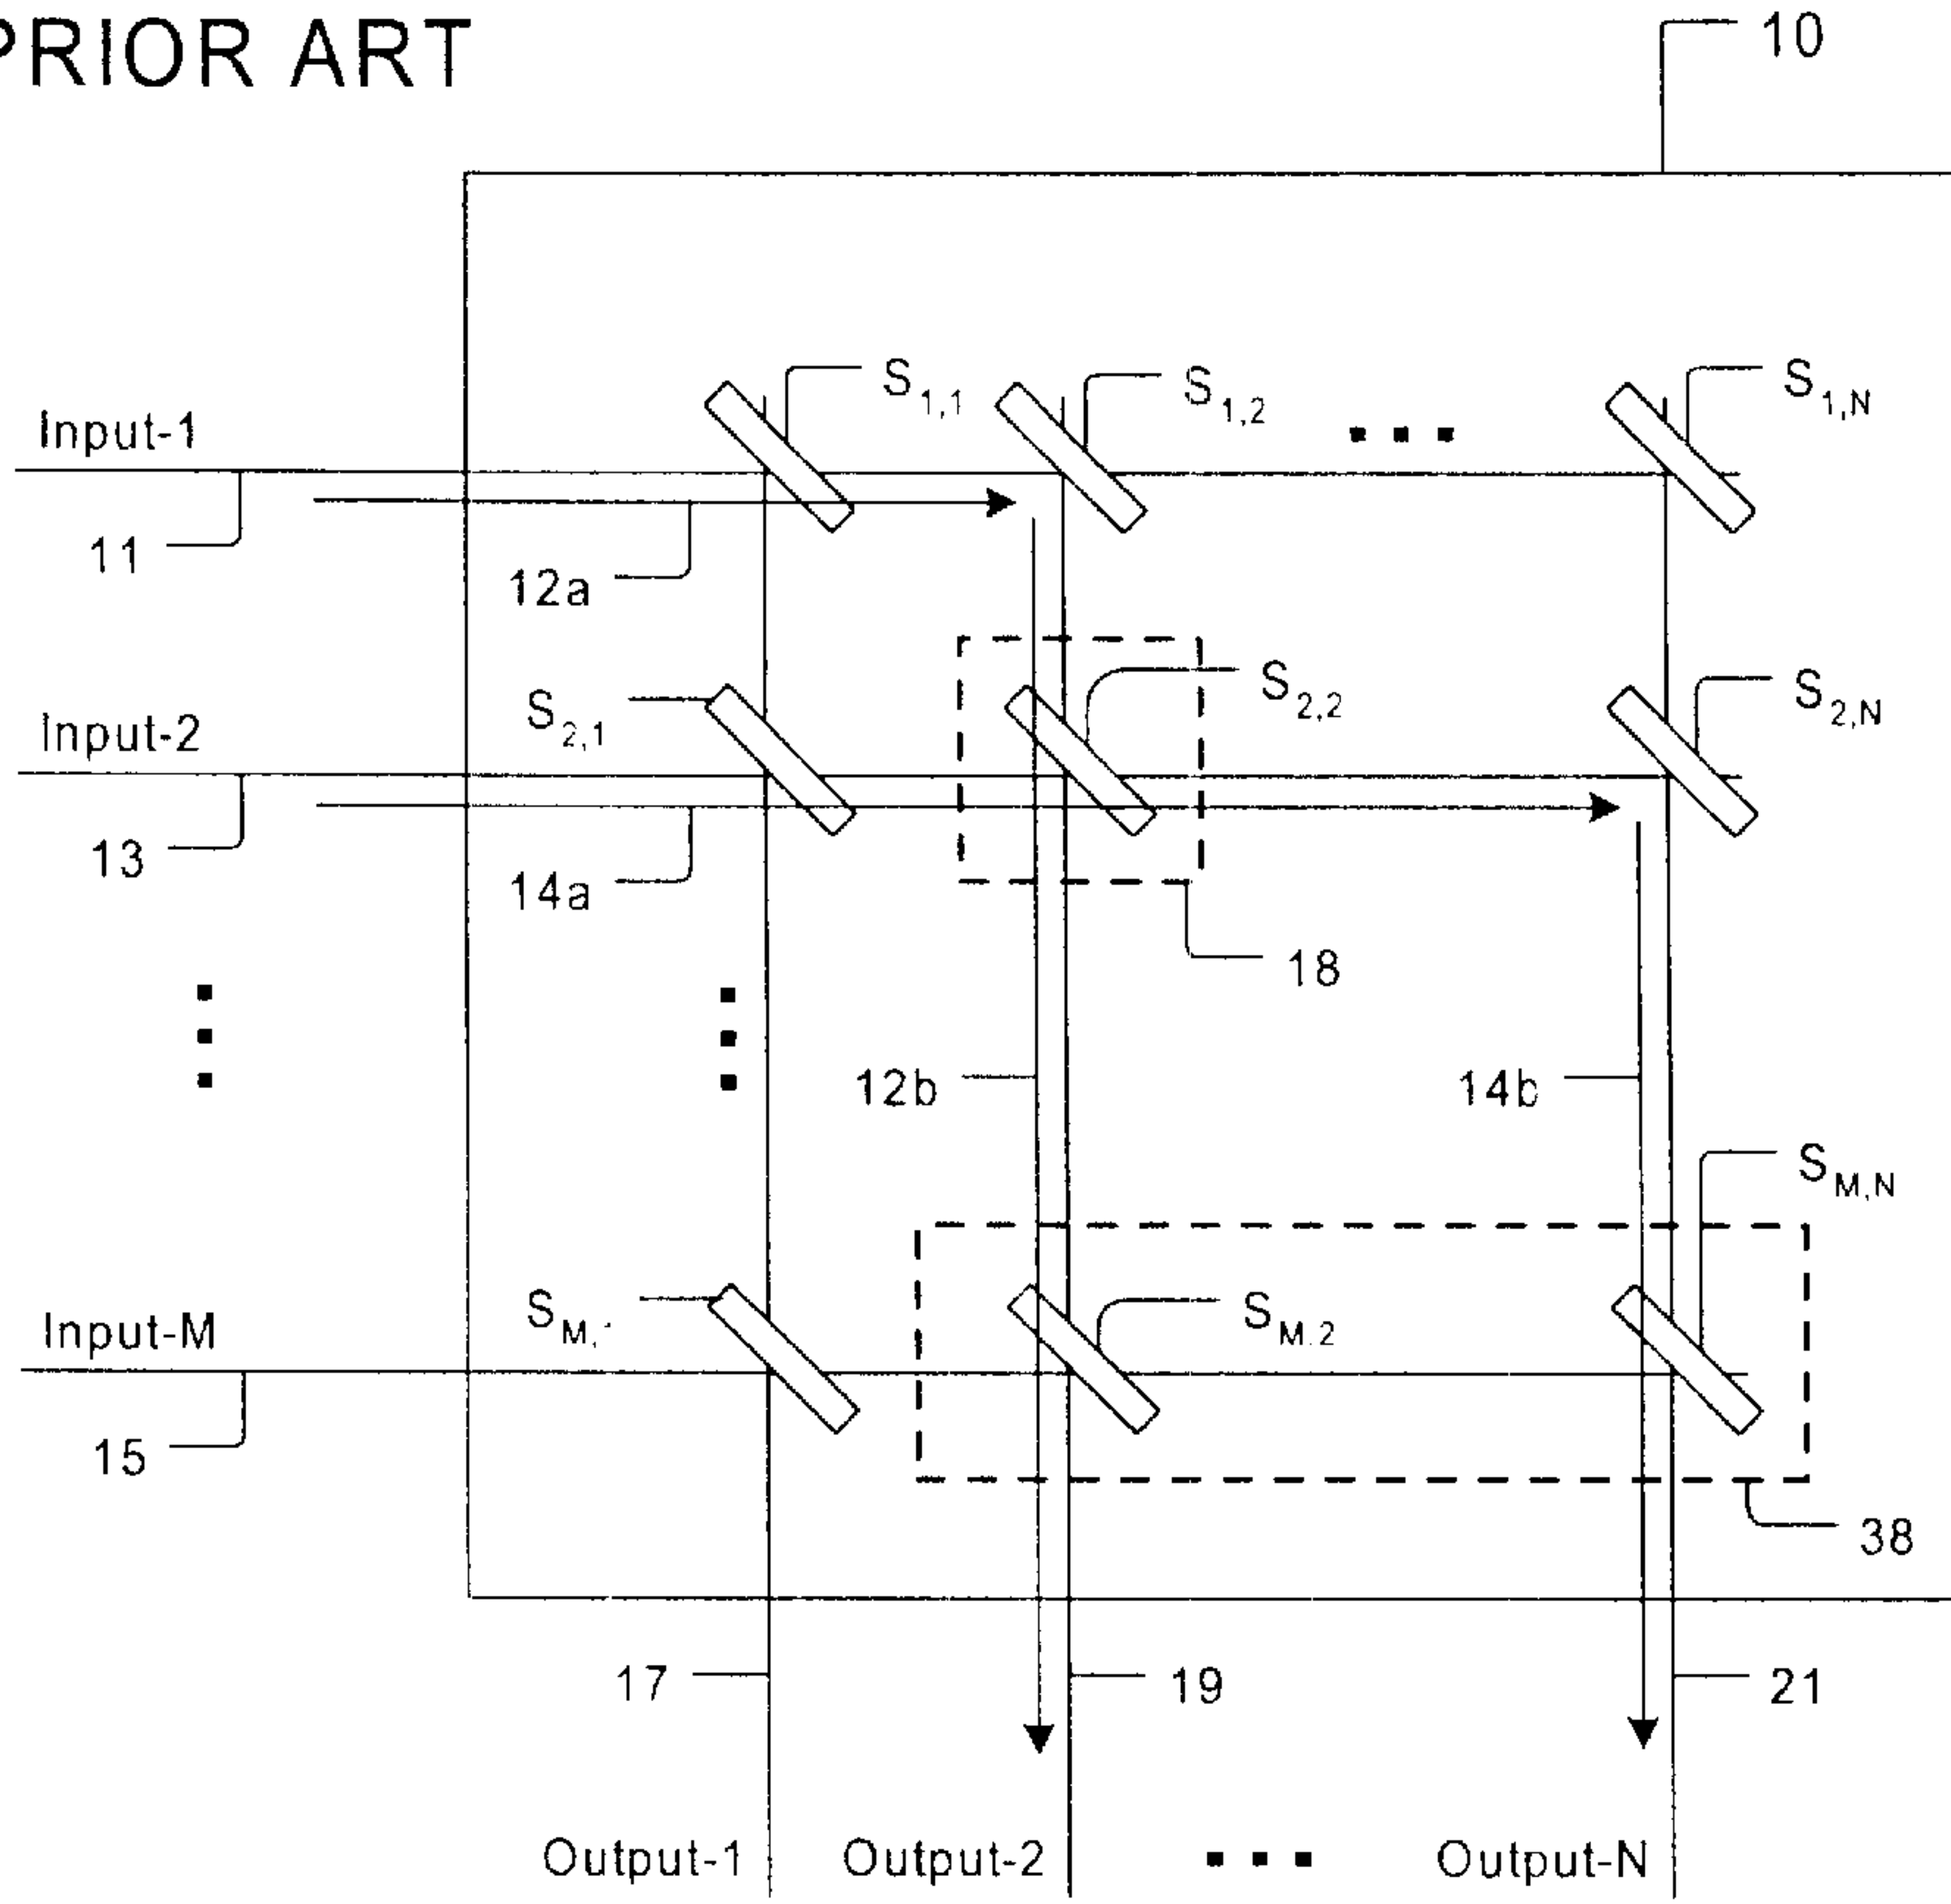 PRIOR ART
10
S1,1
S1,2
S1,N
Input-1
11
12a
S2,1
S2,2
S2,N
Input-2
13
14a
18
12b
14b
SM,N
SM,1
SM,2
Input-M
15
38
17
19
21
Output-1
Output-2
Output-N